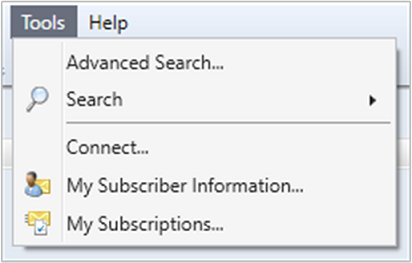 Tools Help
Advanced Search...
Search
Connect...
My Subscriber Information...
My Subscriptions...